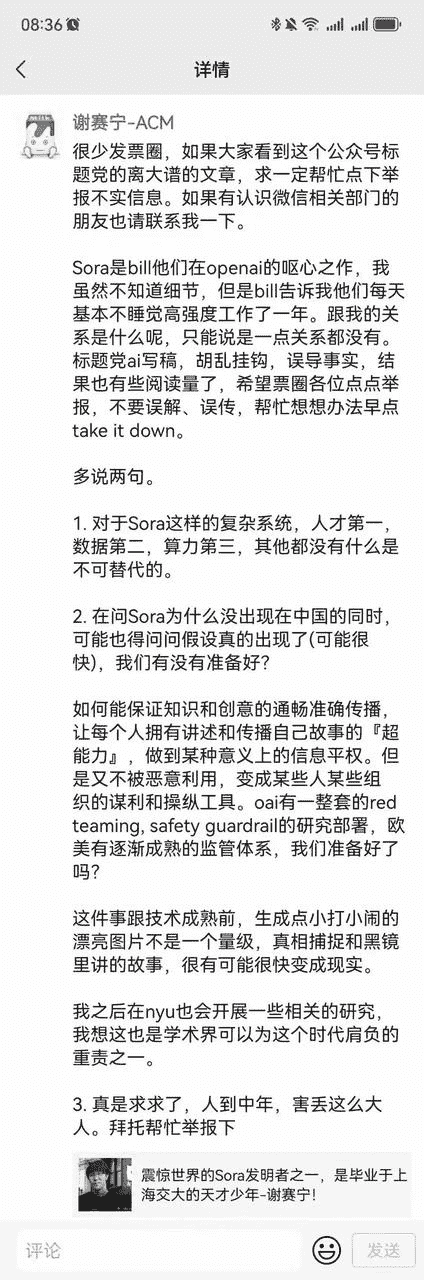 08:36
详情
谢赛宁-ACM
很少发票圈，如果大家看到这个公众号标
题党的离大谱的文章，求一定帮忙点下举
报不实信息。如果有认识微信相关部门的
朋友也请联系我一下。
Sora是bill他们在openai的呕心之作，我
虽然不知道细节，但是bill告诉我他们每天
基本不睡觉高强度工作了一年。跟我的关
系是什么呢，只能说是一点关系都没有。
标题党ai写稿，胡乱挂钩，误导事实，结
果也有些阅读量了，希望票圈各位点点举
报，不要误解、误传，帮忙想想办法早点
take it down。
多说两句。
1. 对于Sora这样的复杂系统，人才第一，
数据第二，算力第三，其他都没有什么是
不可替代的。
2. 在问Sora为什么没出现在中国的同时，
可能也得问问假设真的出现了(可能很
快)，我们有没有准备好？
如何能保证知识和创意的通畅准确传播，
让每个人拥有讲述和传播自己故事的『超
能力』，做到某种意义上的信息平权。但
是又不被恶意利用，变成某些人某些组
织的谋利和操纵工具。oai有一整套的red
teaming, safety guardrail的研究部署，欧
美有逐渐成熟的监管体系，我们准备好了
吗？
这件事跟技术成熟前，生成点小打小闹的
漂亮图片不是一个量级，真相捕捉和黑镜
里讲的故事，很有可能很快变成现实。
我之后在nyu也会开展一些相关的研究，
我想这也是学术界可以为这个时代肩负的
重责之一。
3. 真是求求了，人到中年，害丢这么大
人。拜托帮忙举报下
震惊世界的Sora发明者之一，是毕业于上
海交大的天才少年-谢赛宁！
评论
发送